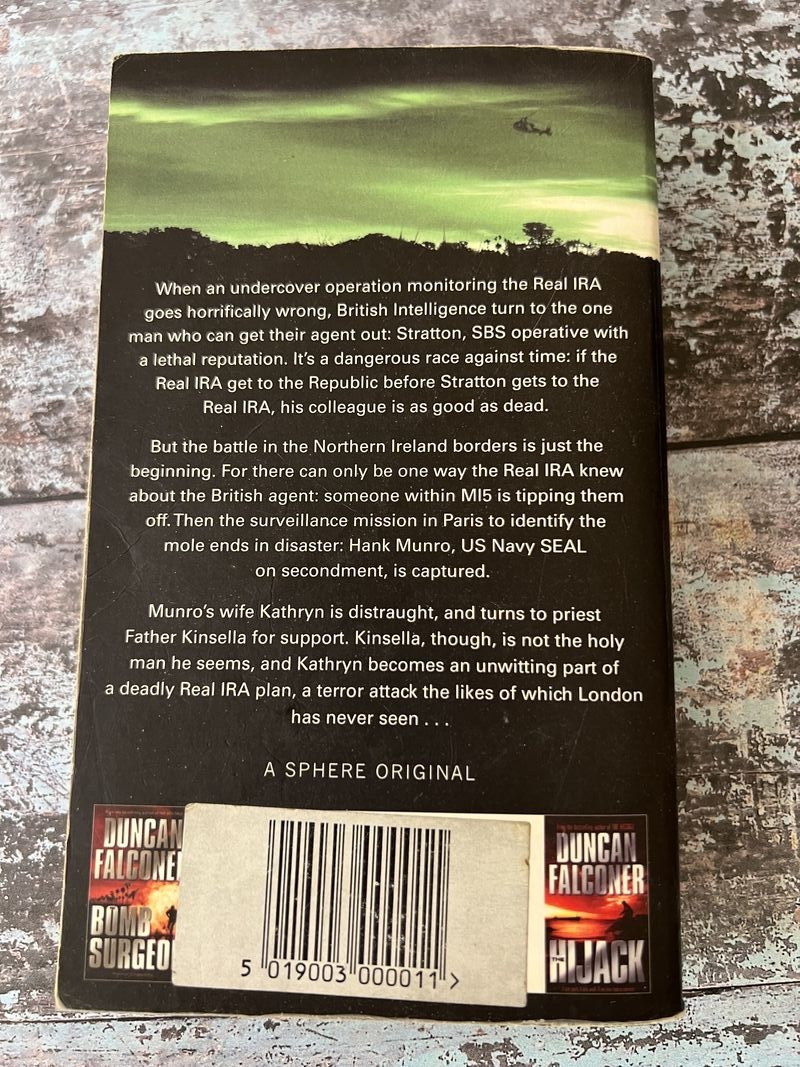 When an undercover operation monitoring the Real IRA
goes horrifically wrong, British Intelligence turn to the one
man who can get their agent out: Stratton, SBS operative with
a lethal reputation. It's a dangerous race against time: if the
Real IRA get to the Republic before Stratton gets to the
Real IRA, his colleague is as good as dead.
But the battle in the Northern Ireland borders is just the
beginning. For there can only be one way the Real IRA knew
about the British agent: someone within MI5 is tipping them
off. Then the surveillance mission in Paris to identify the
mole ends in disaster: Hank Munro, US Navy SEAL
on secondment, is captured.
Munro's wife Kathryn is distraught, and turns to priest
Father Kinsella for support. Kinsella, though, is not the holy
man he seems, and Kathryn becomes an unwitting part of
a deadly Real IRA plan, a terror attack the likes of which London
has never seen . . .
A SPHERE ORIGINAL
DUNCAN
FALCONER
BOMB
SURGEO
5 019003 000011 >
DUNCAN
FALCONER
THE HIJACK